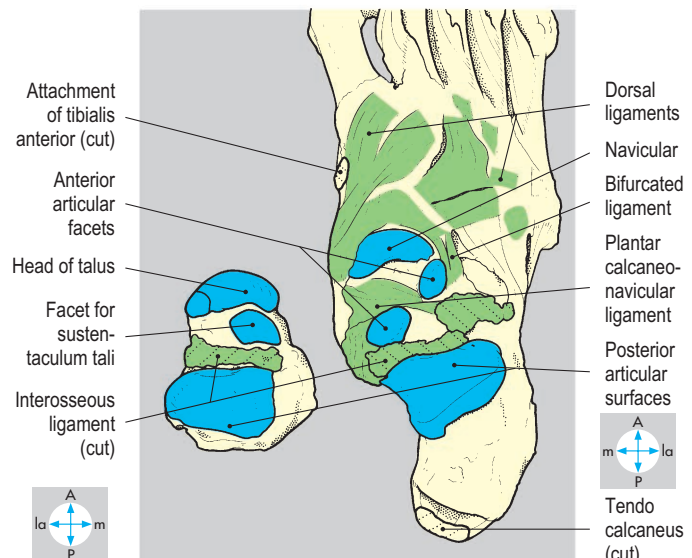 Attachment
of tibialis
anterior (cut)
Anterior
articular
facets
Head of talus
Facet for
susten-
taculum tali
Interosseous
ligament
(cut)
A
la
m
P
Dorsal
ligaments
Navicular
Bifurcated
ligament
Plantar
calcaneo-
navicular
ligament
Posterior
articular
surfaces
A
m
la
P
Tendo
calcaneus
(cut)